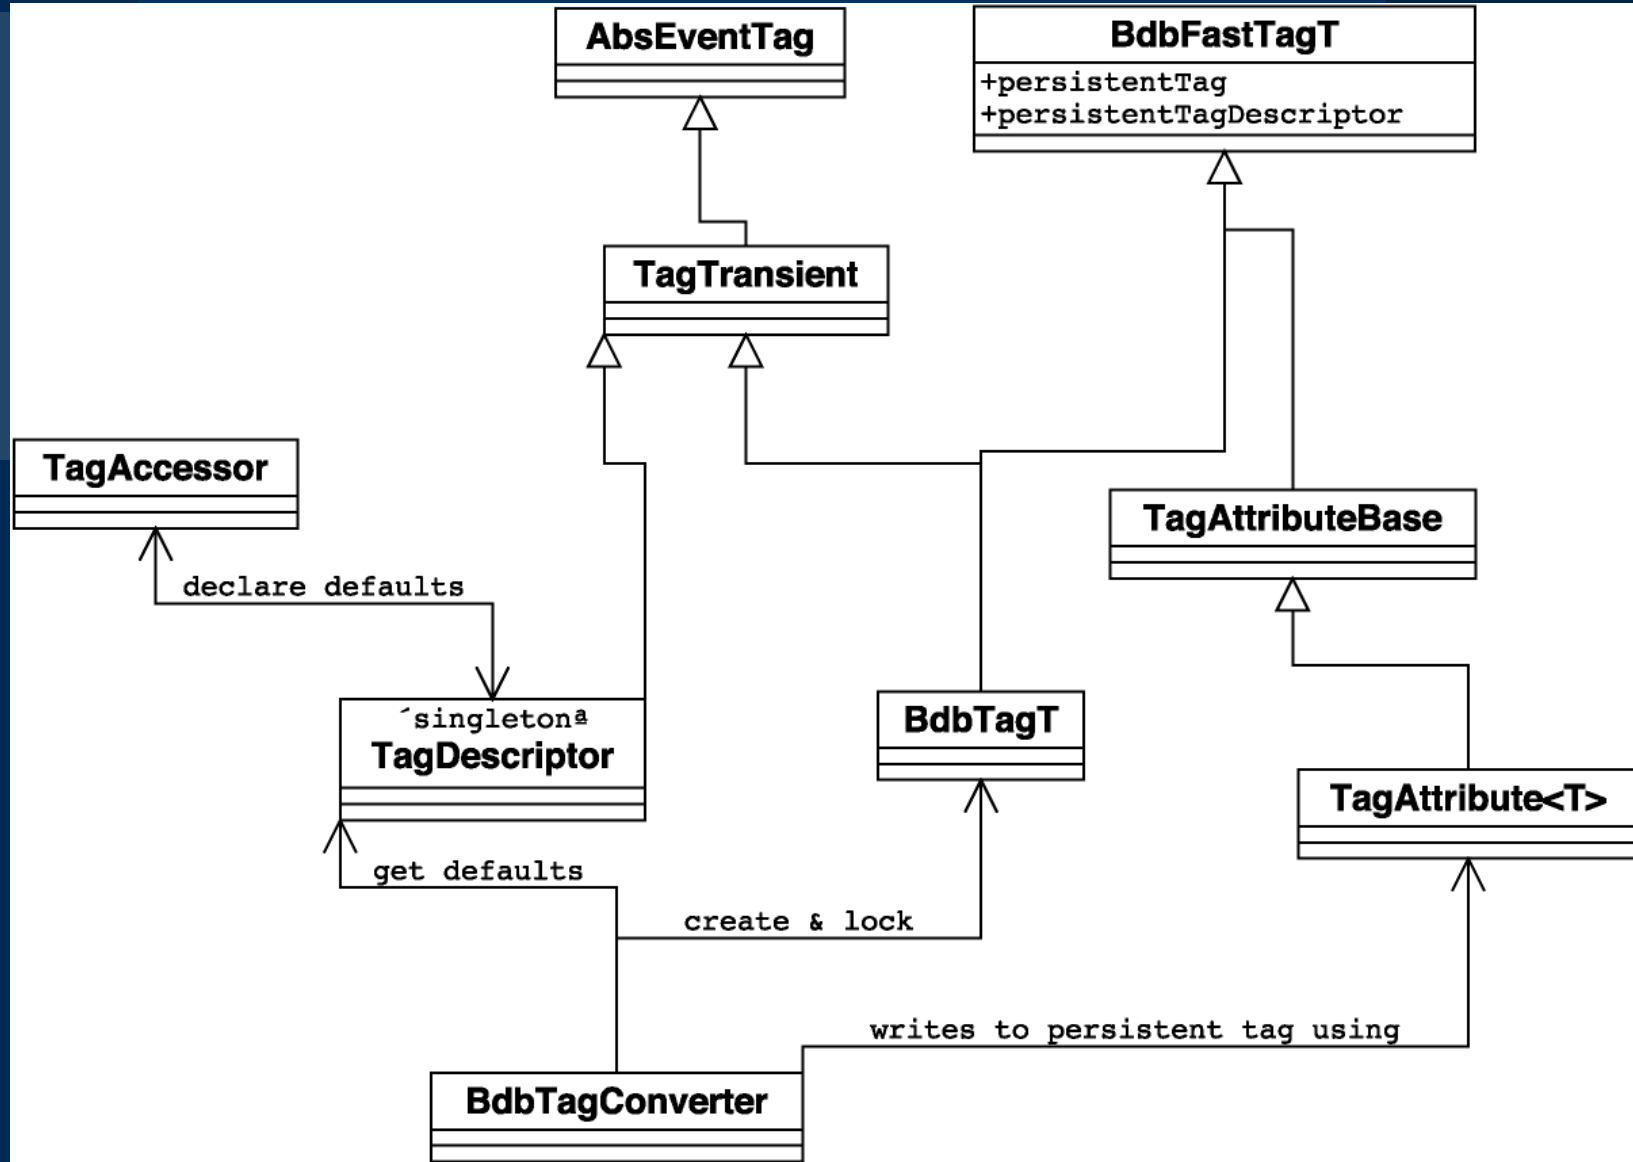 AbsEventTag
BdbFastTagT
+persistentTag
+persistentTagDescriptor
TagTransient
TagAccessor
TagAttributeBase
declare defaults
´singletonª
TagDescriptor
BdbTagT
TagAttribute<T>
get defaults
create & lock
writes to persistent tag using
BdbTagConverter